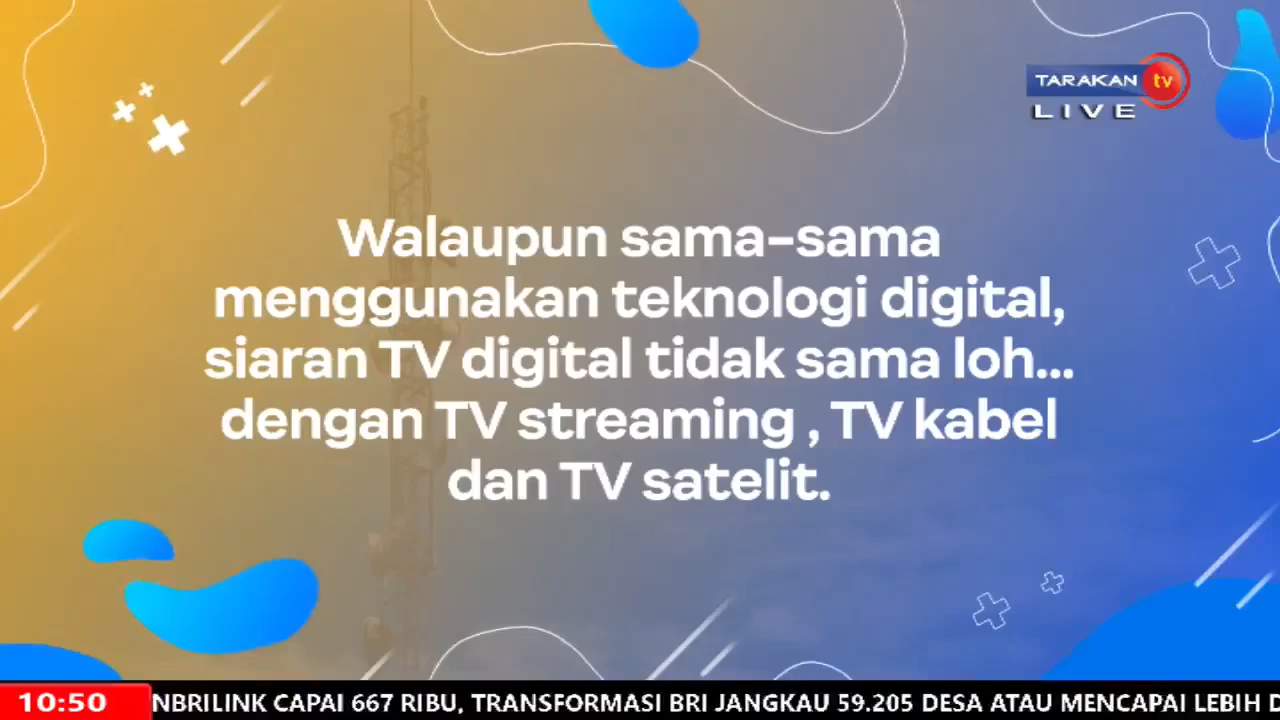 TARAKAN tv
LIVE
Walaupun sama-sama
menggunakan teknologi digital,
siaran TV digital tidak sama loh...
dengan TV streaming , TV kabel
dan TV satelit.
10:50 NBRILINK CAPAI 667 RIBU, TRANSFORMASI BRI JANGKAU 59.205 DESA ATAU MENCAPAI LEBIH D